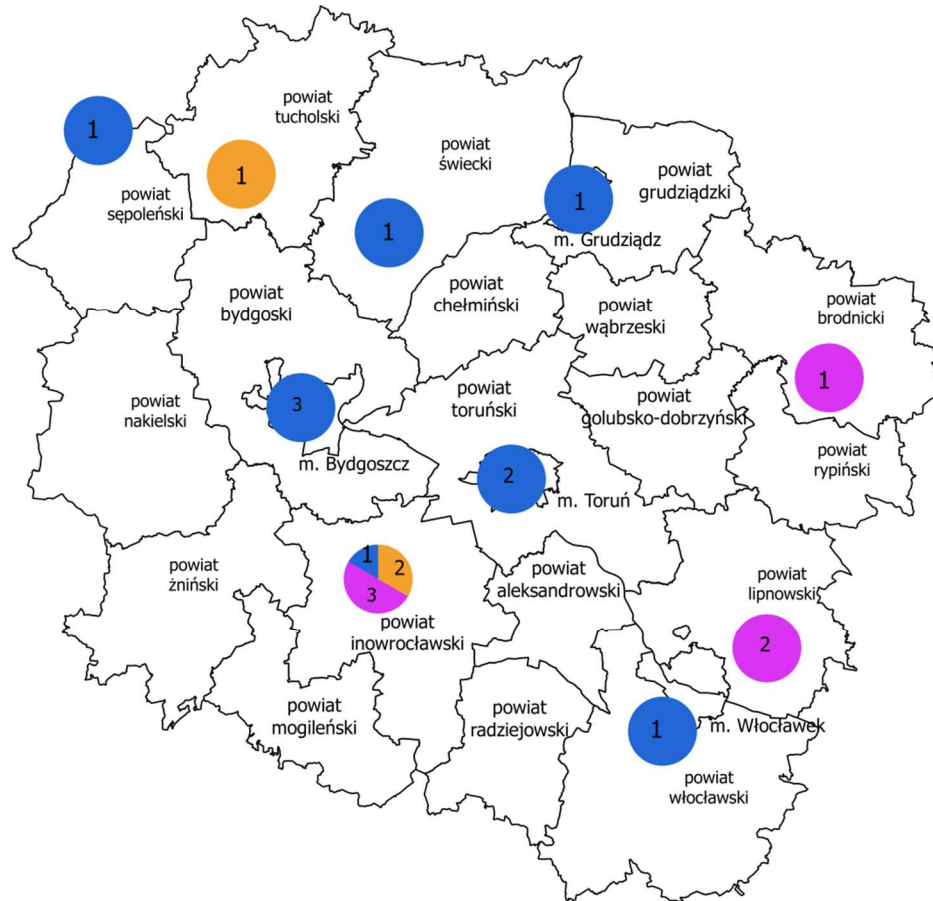 powiat
tucholski
1
1
powiat
sępoleński
powiat
świecki
1
powiat
grudziądzki
1
m. Grudziądz
powiat
bydgoski
powiat
chełmiński
powiat
wąbrzeski
powiat
brodnicki
1
powiat
nakielski
3
m. Bydgoszcz
powiat
toruński
powiat
golubsko-dobrzyński
powiat
rypiński
2
m. Toruń
powiat
żniński
1
2
3
powiat
inowrocławski
powiat
aleksandrowski
powiat
lipnowski
2
powiat
mogileński
powiat
radziejowski
1
m. Włocławek
powiat
włocławski